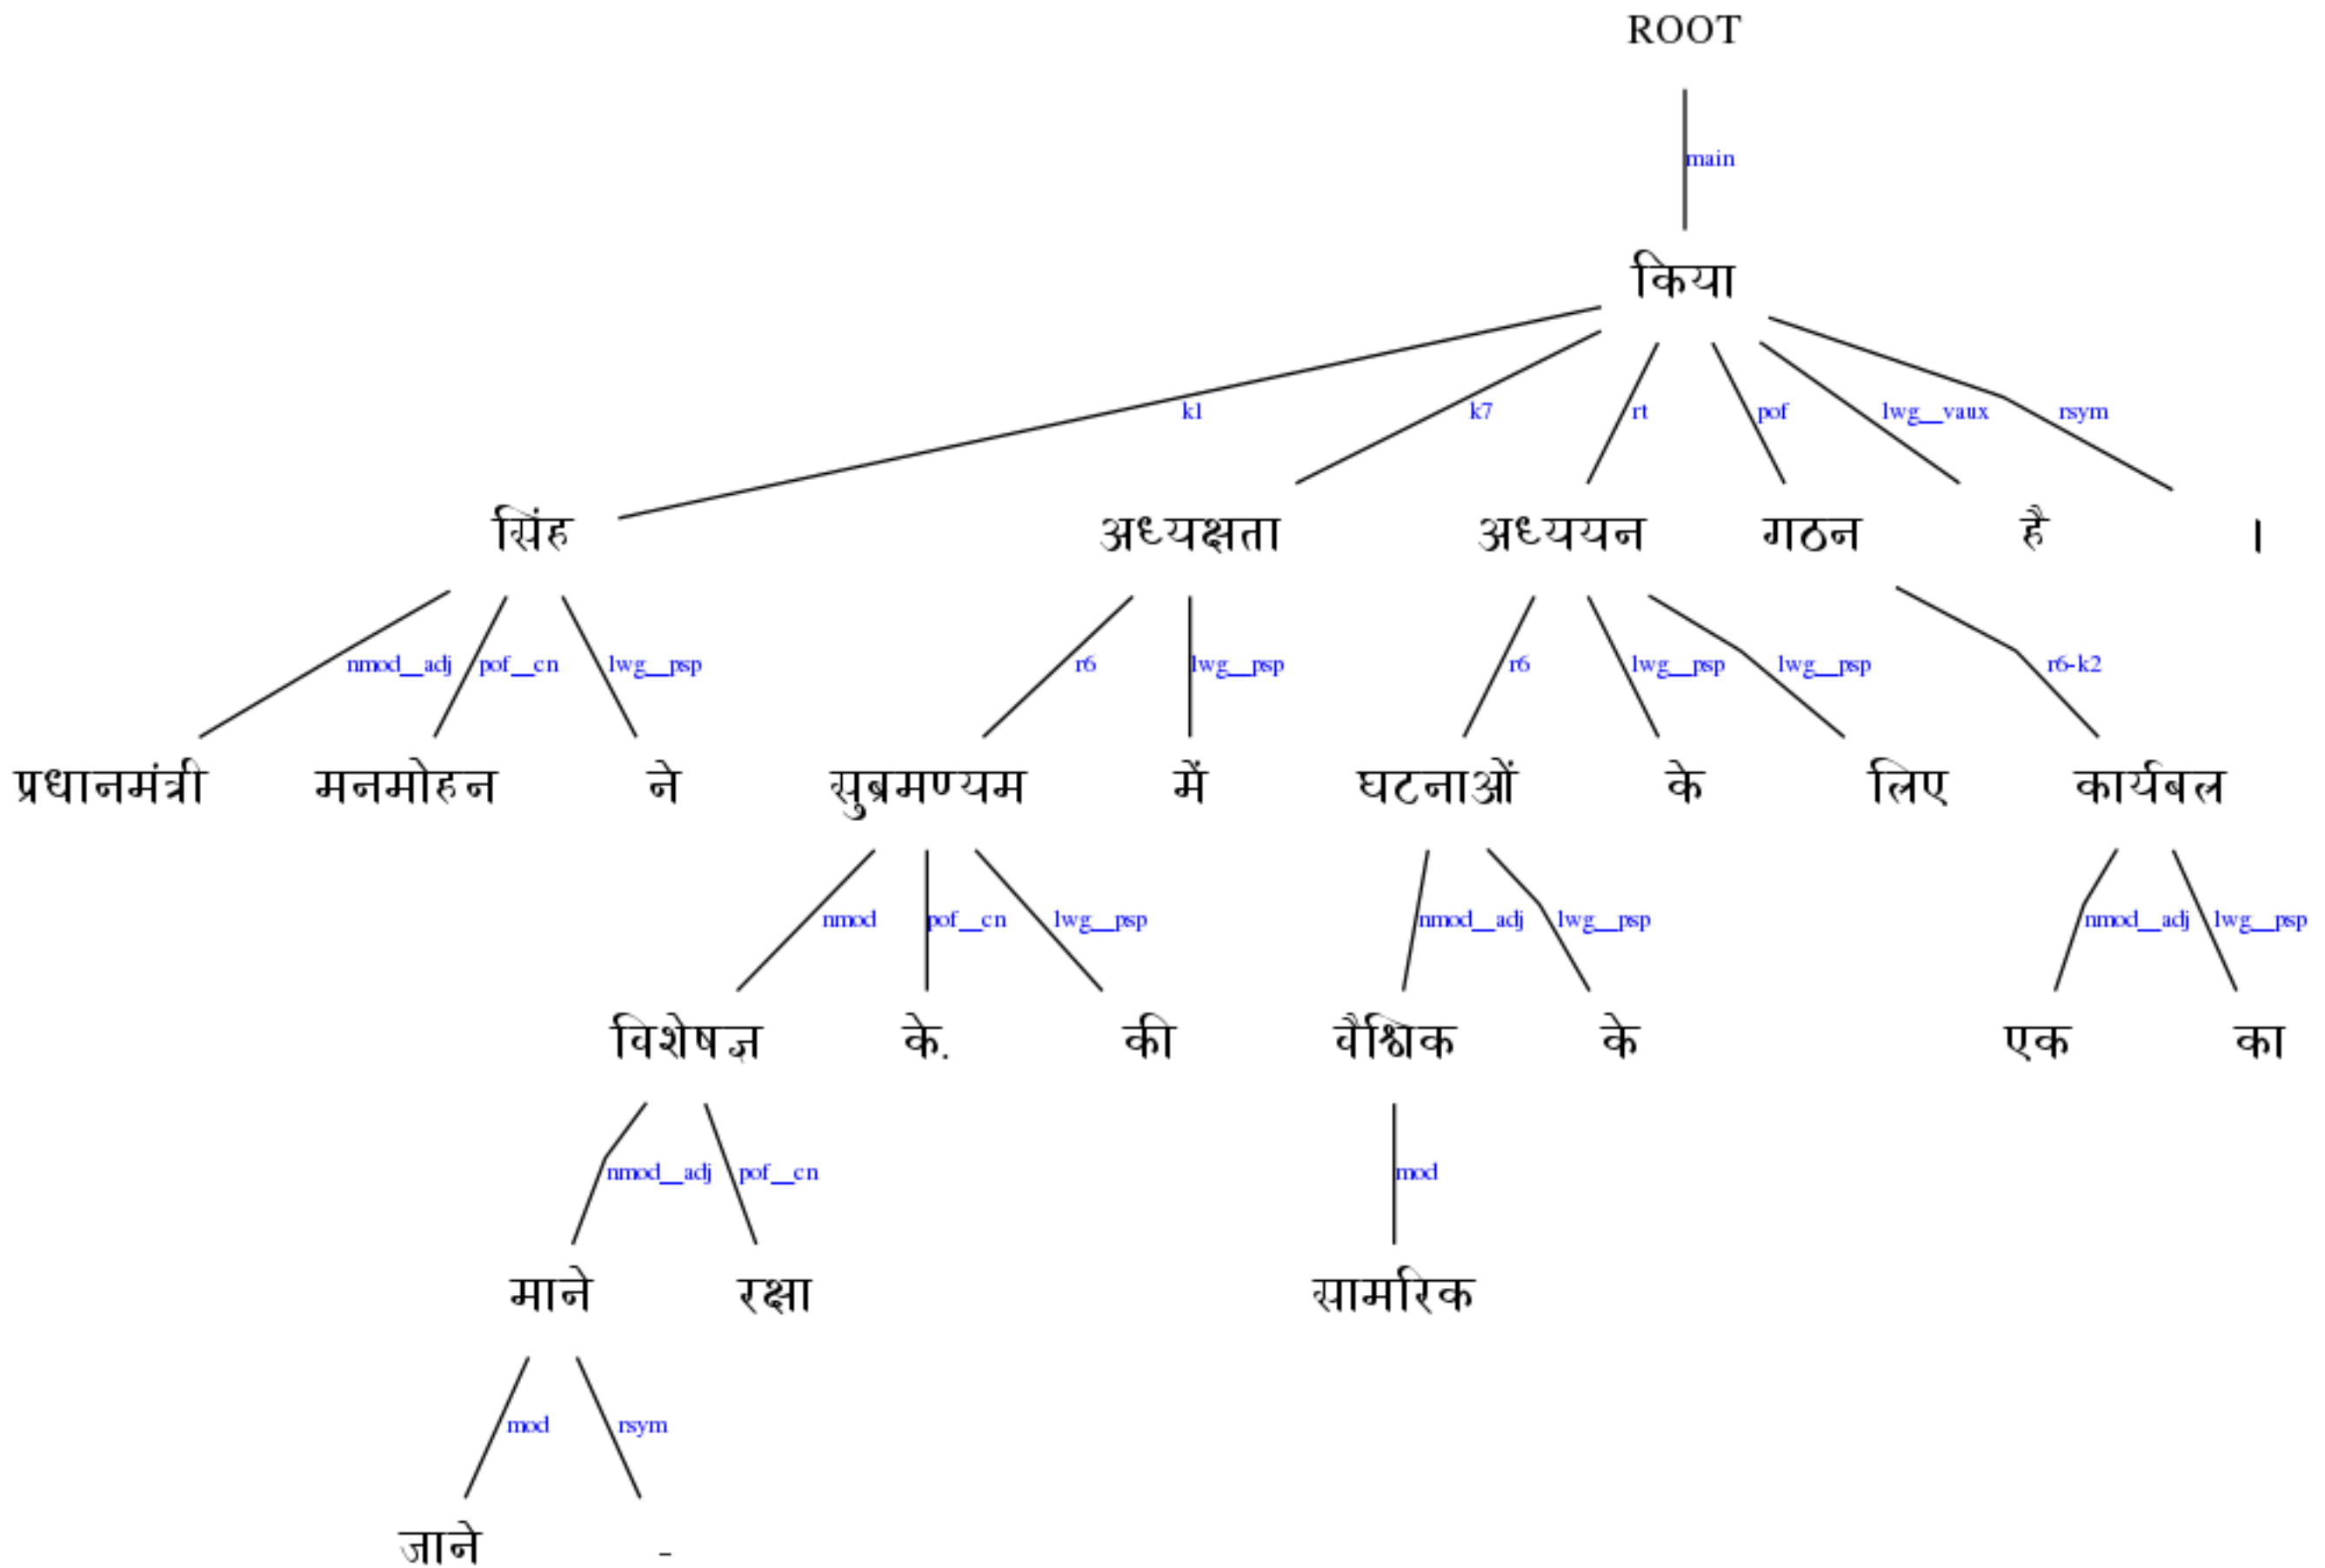 ROOT
main
किया
k1 k7 rt pof lwg__vaux rsym
सिंह अध्यक्षता अध्ययन गठन है ।
nmod__adj pof__cn lwg__psp r6 lwg__psp r6 lwg__psp lwg__psp r6-k2
प्रधानमंत्री मनमोहन ने सुब्रमण्यम में घटनाओं के लिए कार्यबल
nmod pof__cn lwg__psp nmod__adj lwg__psp nmod__adj lwg__psp
विशेषज्ञ के. की वैश्विक के एक का
nmod__adj pof__cn mod
माने रक्षा सामरिक
mod rsym
जाने -